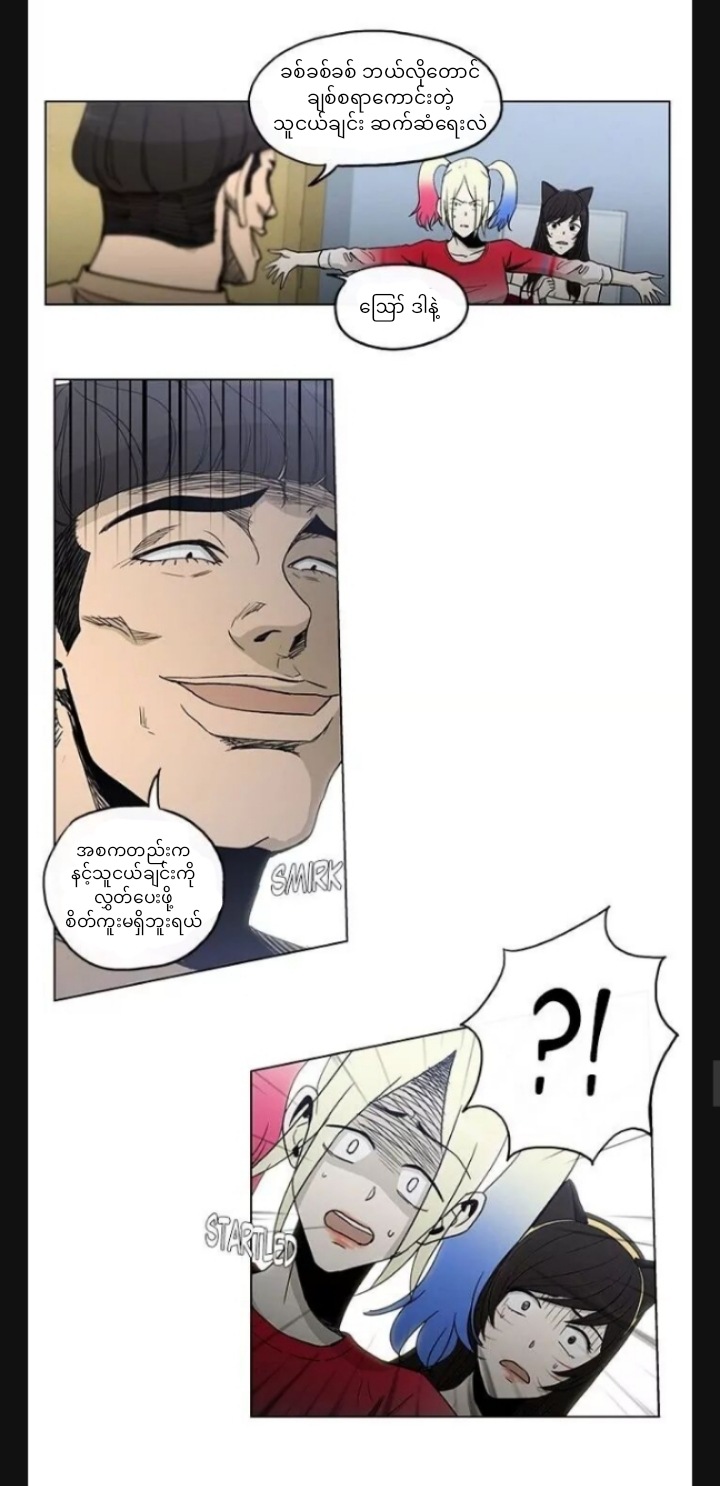 ခစ်ခစ်ခစ် ဘယ်လိုတောင်
ချစ်စရာကောင်းတဲ့
သူငယ်ချင်း ဆက်ဆံရေးလဲ
ဪ ဒါနဲ့
အစကတည်းက
နင့်သူငယ်ချင်းကို
လွှတ်ပေးဖို့
စိတ်ကူးမရှိဘူးရယ်
SMIRK
?!
STARTLED